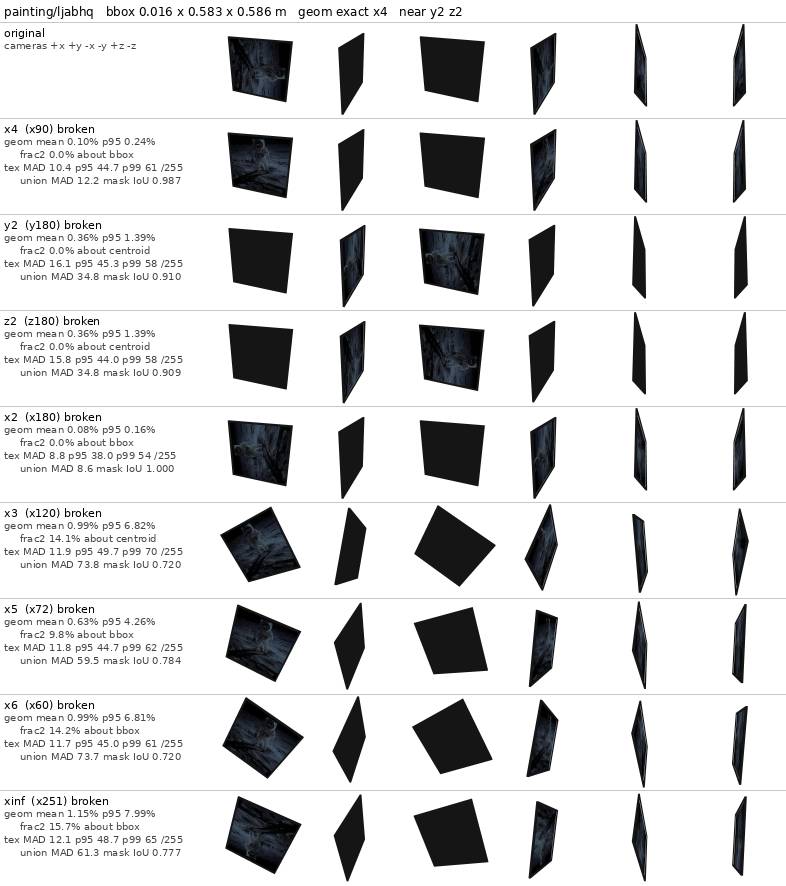 painting/ljabhq   bbox 0.016 x 0.583 x 0.586 m   geom exact x4   near y2 z2
original
cameras +x +y -x -y +z -z
x4  (x90) broken
geom mean 0.10% p95 0.24%
frac2 0.0% about bbox
tex MAD 10.4 p95 44.7 p99 61 /255
union MAD 12.2 mask IoU 0.987
y2  (y180) broken
geom mean 0.36% p95 1.39%
frac2 0.0% about centroid
tex MAD 16.1 p95 45.3 p99 58 /255
union MAD 34.8 mask IoU 0.910
z2  (z180) broken
geom mean 0.36% p95 1.39%
frac2 0.0% about centroid
tex MAD 15.8 p95 44.0 p99 58 /255
union MAD 34.8 mask IoU 0.909
x2  (x180) broken
geom mean 0.08% p95 0.16%
frac2 0.0% about bbox
tex MAD 8.8 p95 38.0 p99 54 /255
union MAD 8.6 mask IoU 1.000
x3  (x120) broken
geom mean 0.99% p95 6.82%
frac2 14.1% about centroid
tex MAD 11.9 p95 49.7 p99 70 /255
union MAD 73.8 mask IoU 0.720
x5  (x72) broken
geom mean 0.63% p95 4.26%
frac2 9.8% about bbox
tex MAD 11.8 p95 44.7 p99 62 /255
union MAD 59.5 mask IoU 0.784
x6  (x60) broken
geom mean 0.99% p95 6.81%
frac2 14.2% about bbox
tex MAD 11.7 p95 45.0 p99 61 /255
union MAD 73.7 mask IoU 0.720
xinf  (x251) broken
geom mean 1.15% p95 7.99%
frac2 15.7% about bbox
tex MAD 12.1 p95 48.7 p99 65 /255
union MAD 61.3 mask IoU 0.777